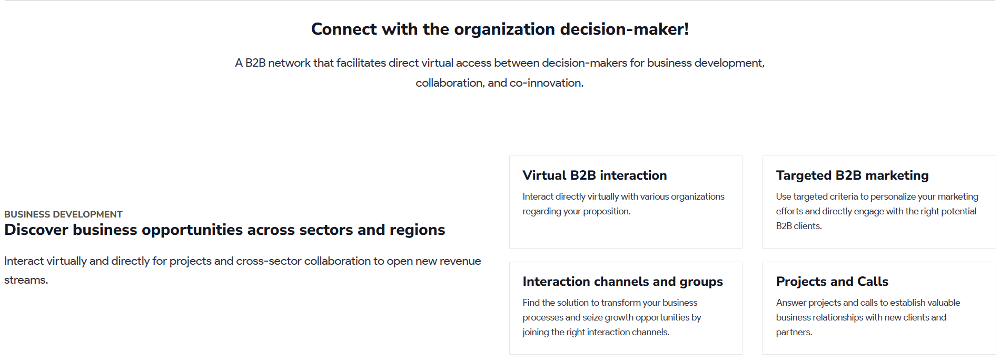 Connect with the organization decision-maker!
A B2B network that facilitates direct virtual access between decision-makers for business development,
collaboration, and co-innovation.
BUSINESS DEVELOPMENT
Discover business opportunities across sectors and regions
Interact virtually and directly for projects and cross-sector collaboration to open new revenue
streams.
Virtual B2B interaction
Interact directly virtually with various organizations
regarding your proposition.
Targeted B2B marketing
Use targeted criteria to personalize your marketing
efforts and directly engage with the right potential
B2B clients.
Interaction channels and groups
Find the solution to transform your business
processes and seize growth opportunities by
joining the right interaction channels.
Projects and Calls
Answer projects and calls to establish valuable
business relationships with new clients and
partners.